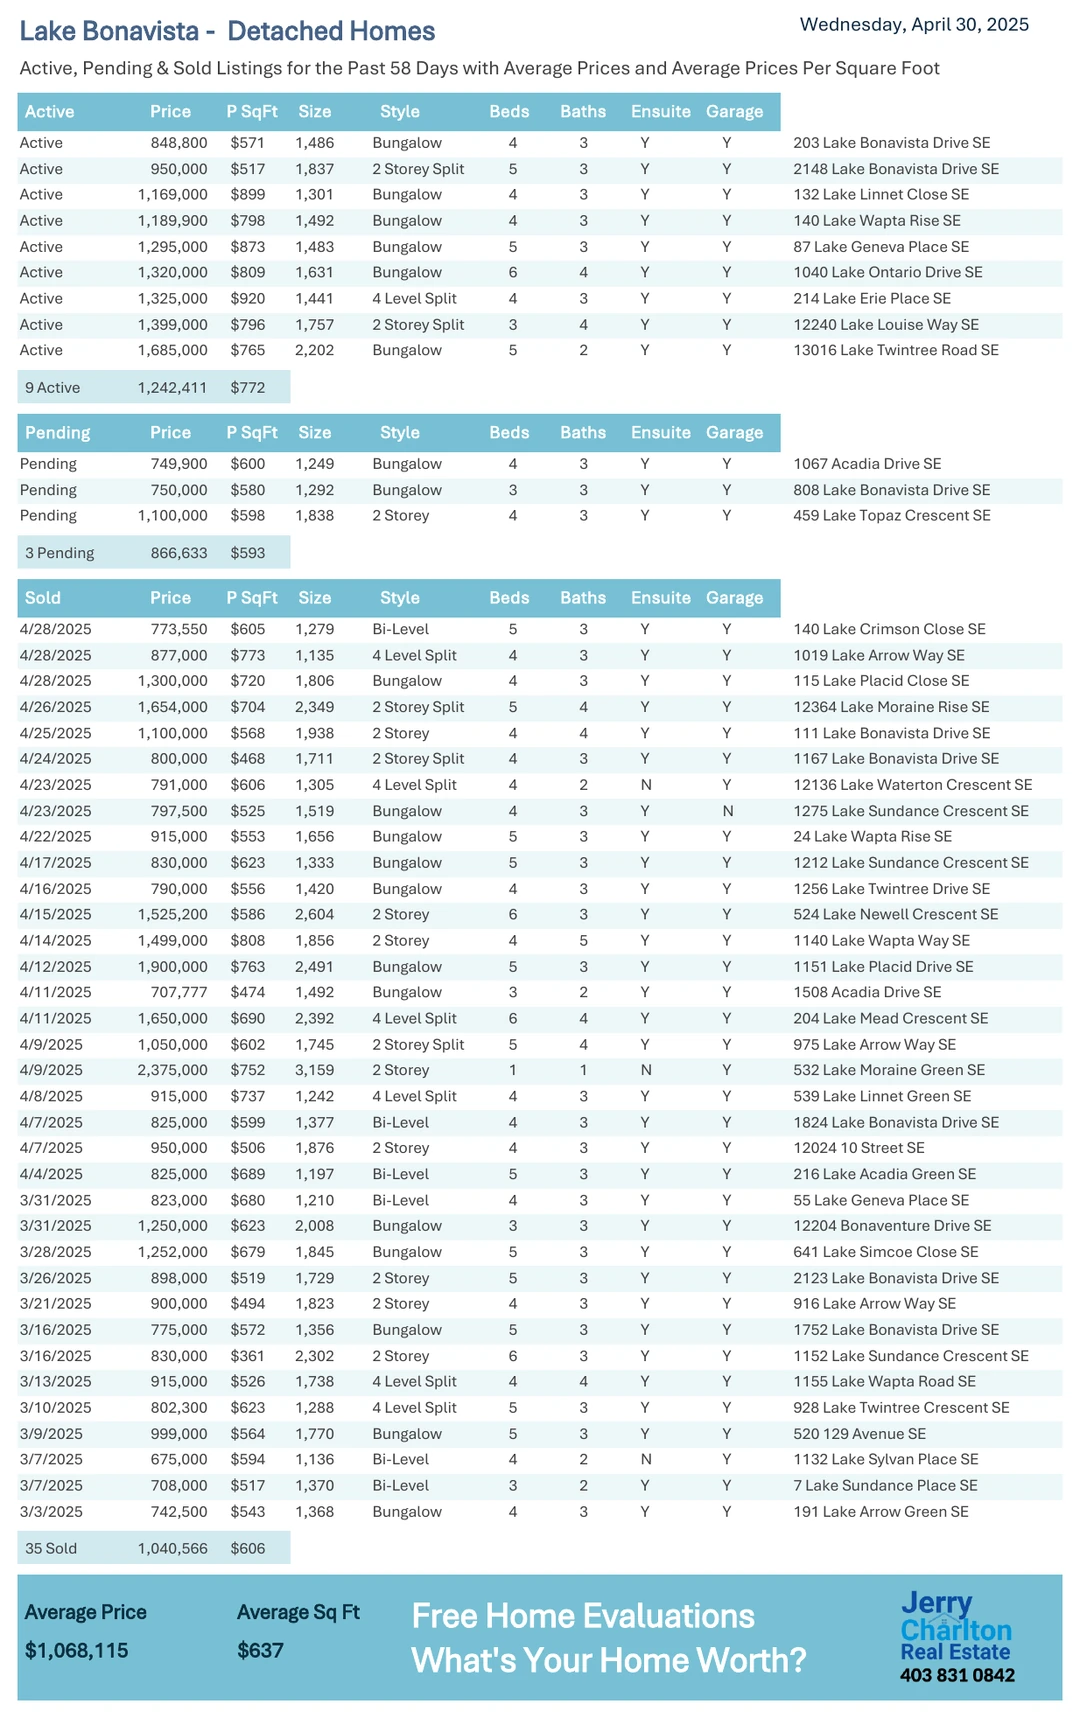 Lake Bonavista - Detached Homes
Wednesday, April 30, 2025
Active, Pending & Sold Listings for the Past 58 Days with Average Prices and Average Prices Per Square Foot
Active Price P SqFt Size Style Beds Baths Ensuite Garage
Active 848,800 $571 1,486 Bungalow 4 3 Y Y 203 Lake Bonavista Drive SE
Active 950,000 $517 1,837 2 Storey Split 5 3 Y Y 2148 Lake Bonavista Drive SE
Active 1,169,000 $899 1,301 Bungalow 4 3 Y Y 132 Lake Linnet Close SE
Active 1,189,900 $798 1,492 Bungalow 4 3 Y Y 140 Lake Wapta Rise SE
Active 1,295,000 $873 1,483 Bungalow 5 3 Y Y 87 Lake Geneva Place SE
Active 1,320,000 $809 1,631 Bungalow 6 4 Y Y 1040 Lake Ontario Drive SE
Active 1,325,000 $920 1,441 4 Level Split 4 3 Y Y 214 Lake Erie Place SE
Active 1,399,000 $796 1,757 2 Storey Split 3 4 Y Y 12240 Lake Louise Way SE
Active 1,685,000 $765 2,202 Bungalow 5 2 Y Y 13016 Lake Twintree Road SE
9 Active 1,242,411 $772
Pending Price P SqFt Size Style Beds Baths Ensuite Garage
Pending 749,900 $600 1,249 Bungalow 4 3 Y Y 1067 Acadia Drive SE
Pending 750,000 $580 1,292 Bungalow 3 3 Y Y 808 Lake Bonavista Drive SE
Pending 1,100,000 $598 1,838 2 Storey 4 3 Y Y 459 Lake Topaz Crescent SE
3 Pending 866,633 $593
Sold Price P SqFt Size Style Beds Baths Ensuite Garage
4/28/2025 773,550 $605 1,279 Bi-Level 5 3 Y Y 140 Lake Crimson Close SE
4/28/2025 877,000 $773 1,135 4 Level Split 4 3 Y Y 1019 Lake Arrow Way SE
4/28/2025 1,300,000 $720 1,806 Bungalow 4 3 Y Y 115 Lake Placid Close SE
4/26/2025 1,654,000 $704 2,349 2 Storey Split 5 4 Y Y 12364 Lake Moraine Rise SE
4/25/2025 1,100,000 $568 1,938 2 Storey 4 4 Y Y 111 Lake Bonavista Drive SE
4/24/2025 800,000 $468 1,711 2 Storey Split 4 3 Y Y 1167 Lake Bonavista Drive SE
4/23/2025 791,000 $606 1,305 4 Level Split 4 2 N Y 12136 Lake Waterton Crescent SE
4/23/2025 797,500 $525 1,519 Bungalow 4 3 Y N 1275 Lake Sundance Crescent SE
4/22/2025 915,000 $553 1,656 Bungalow 5 3 Y Y 24 Lake Wapta Rise SE
4/17/2025 830,000 $623 1,333 Bungalow 5 3 Y Y 1212 Lake Sundance Crescent SE
4/16/2025 790,000 $556 1,420 Bungalow 4 3 Y Y 1256 Lake Twintree Drive SE
4/15/2025 1,525,200 $586 2,604 2 Storey 6 3 Y Y 524 Lake Newell Crescent SE
4/14/2025 1,499,000 $808 1,856 2 Storey 4 5 Y Y 1140 Lake Wapta Way SE
4/12/2025 1,900,000 $763 2,491 Bungalow 5 3 Y Y 1151 Lake Placid Drive SE
4/11/2025 707,777 $474 1,492 Bungalow 3 2 Y Y 1508 Acadia Drive SE
4/11/2025 1,650,000 $690 2,392 4 Level Split 6 4 Y Y 204 Lake Mead Crescent SE
4/9/2025 1,050,000 $602 1,745 2 Storey Split 5 4 Y Y 975 Lake Arrow Way SE
4/9/2025 2,375,000 $752 3,159 2 Storey 1 1 N Y 532 Lake Moraine Green SE
4/8/2025 915,000 $737 1,242 4 Level Split 4 3 Y Y 539 Lake Linnet Green SE
4/7/2025 825,000 $599 1,377 Bi-Level 4 3 Y Y 1824 Lake Bonavista Drive SE
4/7/2025 950,000 $506 1,876 2 Storey 4 3 Y Y 12024 10 Street SE
4/4/2025 825,000 $689 1,197 Bi-Level 5 3 Y Y 216 Lake Acadia Green SE
3/31/2025 823,000 $680 1,210 Bi-Level 4 3 Y Y 55 Lake Geneva Place SE
3/31/2025 1,250,000 $623 2,008 Bungalow 3 3 Y Y 12204 Bonaventure Drive SE
3/28/2025 1,252,000 $679 1,845 Bungalow 5 3 Y Y 641 Lake Simcoe Close SE
3/26/2025 898,000 $519 1,729 2 Storey 5 3 Y Y 2123 Lake Bonavista Drive SE
3/21/2025 900,000 $494 1,823 2 Storey 4 3 Y Y 916 Lake Arrow Way SE
3/16/2025 775,000 $572 1,356 Bungalow 5 3 Y Y 1752 Lake Bonavista Drive SE
3/16/2025 830,000 $361 2,302 2 Storey 6 3 Y Y 1152 Lake Sundance Crescent SE
3/13/2025 915,000 $526 1,738 4 Level Split 4 4 Y Y 1155 Lake Wapta Road SE
3/10/2025 802,300 $623 1,288 4 Level Split 5 3 Y Y 928 Lake Twintree Crescent SE
3/9/2025 999,000 $564 1,770 Bungalow 5 3 Y Y 520 129 Avenue SE
3/7/2025 675,000 $594 1,136 Bi-Level 4 2 N Y 1132 Lake Sylvan Place SE
3/7/2025 708,000 $517 1,370 Bi-Level 3 2 Y Y 7 Lake Sundance Place SE
3/3/2025 742,500 $543 1,368 Bungalow 4 3 Y Y 191 Lake Arrow Green SE
35 Sold 1,040,566 $606
Average Price Average Sq Ft
$1,068,115 $637
Free Home Evaluations
What's Your Home Worth?
Jerry
Charlton
Real Estate
403 831 0842